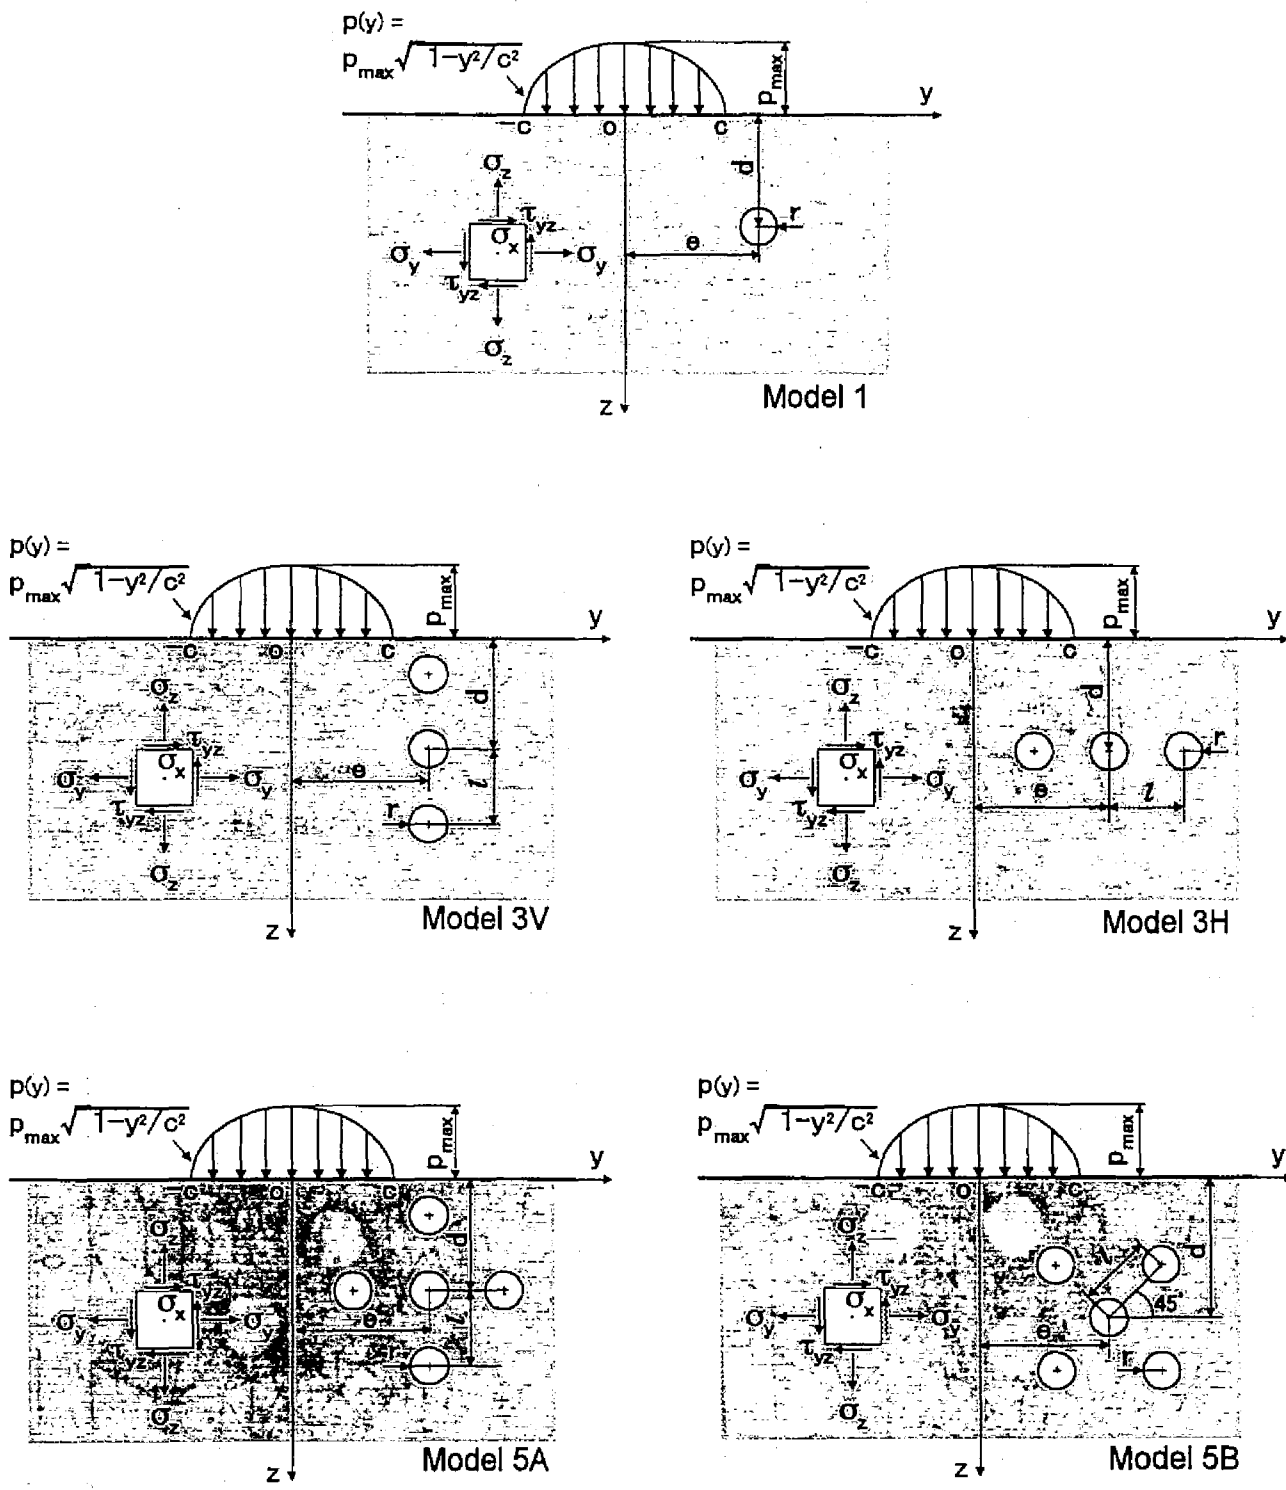 p(y) =
p_max √1-y²/c²
p_max
y
-c o c
d
σ_z
τ_yz
r
σ_x
e
σ_y σ_y
τ_yz
σ_z
Model 1
z
p(y) =
p_max √1-y²/c²
p_max
y
-c o c
d
σ_z
τ_yz
σ_x
e
σ_y σ_y
l
τ_yz
r
σ_z
Model 3V
z
p(y) =
p_max √1-y²/c²
p_max
y
-c o c
d
σ_z
τ_yz
r
σ_x
σ_y σ_y
e l
τ_yz
σ_z
Model 3H
z
p(y) =
p_max √1-y²/c²
p_max
y
-c o c
d
σ_z
τ_yz
σ_x
σ_y σ_y
e
l
τ_yz
r
σ_z
Model 5A
z
p(y) =
p_max √1-y²/c²
p_max
y
-c o c
σ_z
l
d
τ_yz
σ_x
45°
σ_y σ_y
e
τ_yz
r
σ_z
Model 5B
z